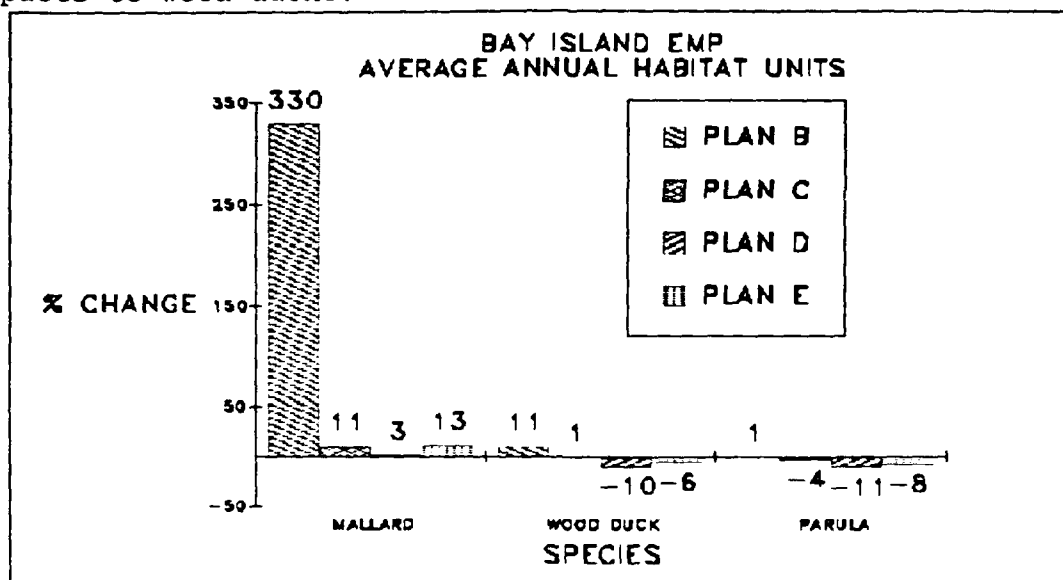 BAY ISLAND EMP
AVERAGE ANNUAL HABITAT UNITS
350
330
PLAN B
PLAN C
250
PLAN D
PLAN E
% CHANGE
150
50
11
3
13
11
1
1
-10
-6
-4
-11
-8
-50
MALLARD
WOOD DUCK
PARULA
SPECIES